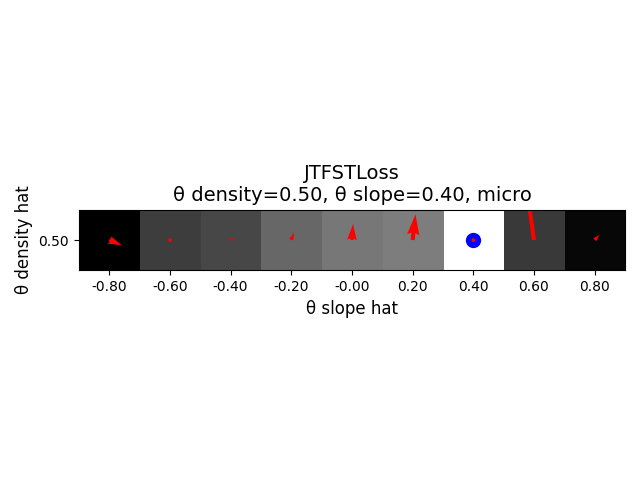 JTFSTLoss
θ density=0.50, θ slope=0.40, micro
θ density hat
0.50
-0.80 -0.60 -0.40 -0.20 -0.00 0.20 0.40 0.60 0.80
θ slope hat